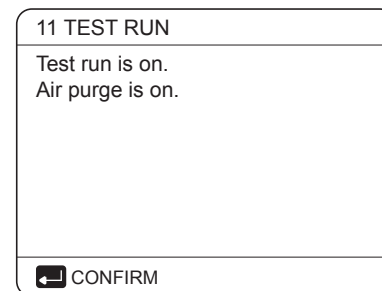 11 TEST RUN
Test run is on.
Air purge is on.
CONFIRM